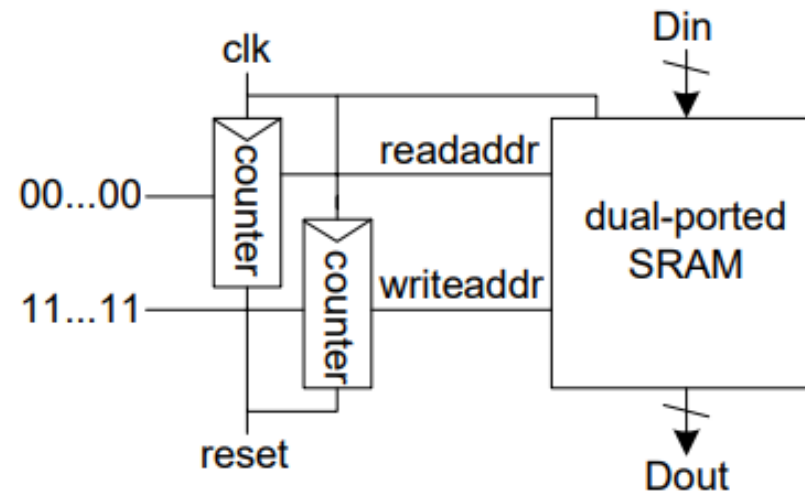 clk
Din
counter
readaddr
00...00
dual-ported
SRAM
counter
writeaddr
11...11
reset
Dout